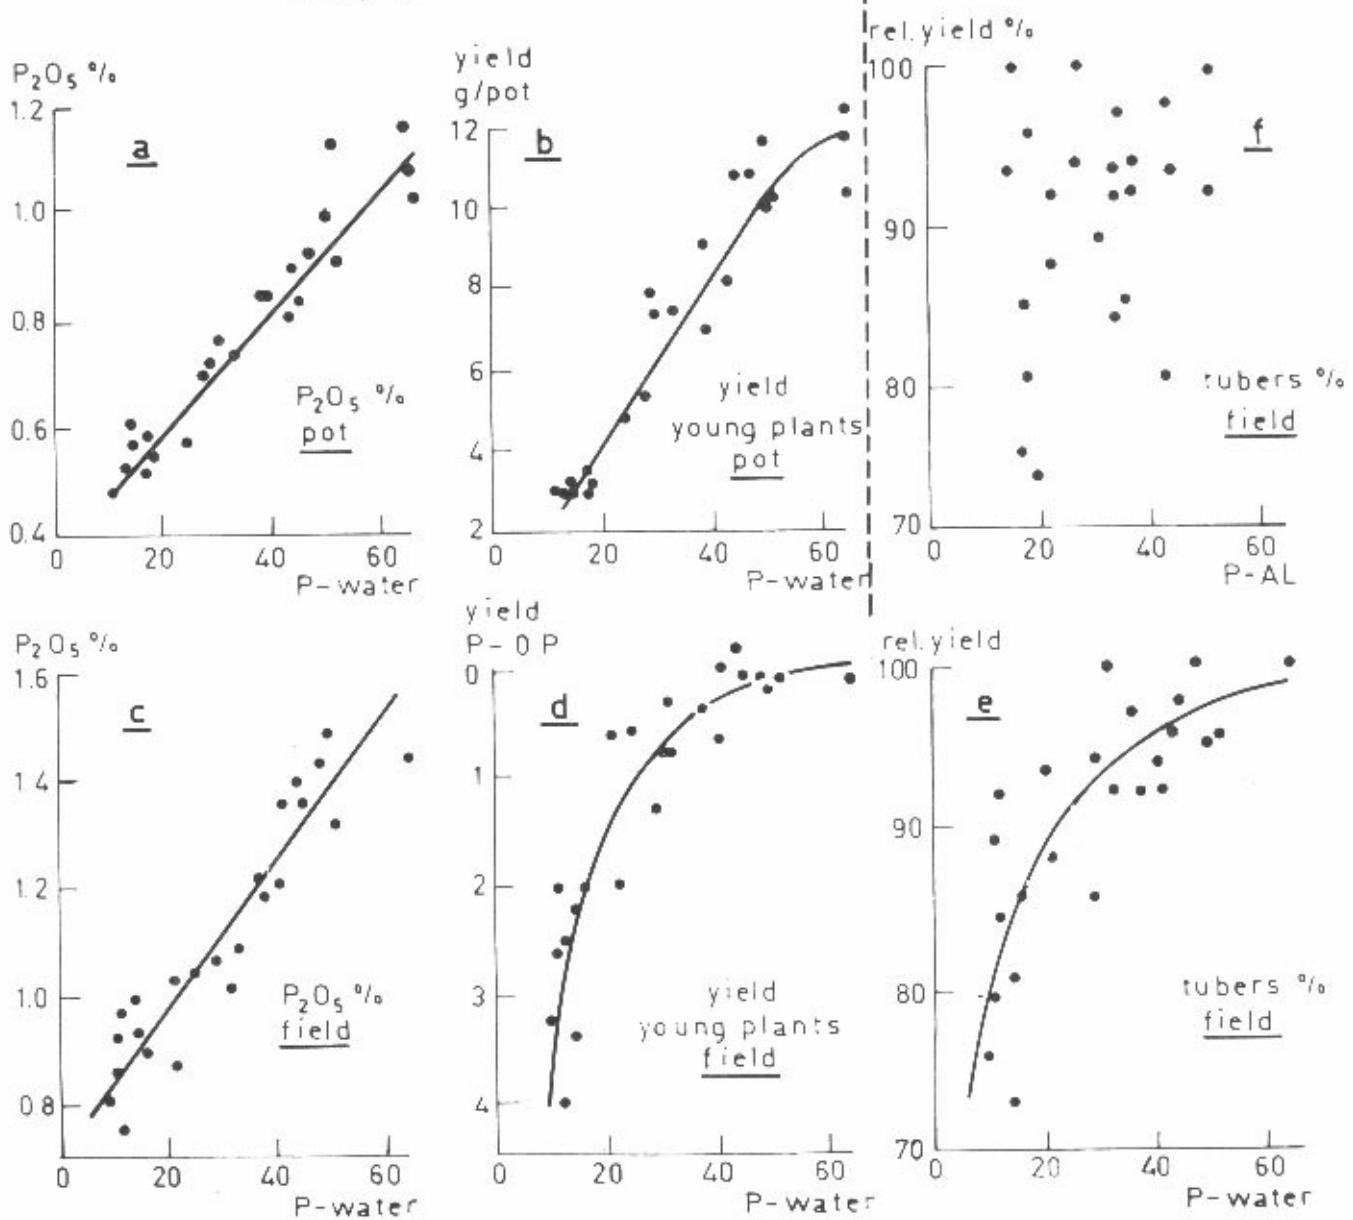 P₂O₅ %
1.2
1.0
0.8
0.6
0.4
0 20 40 60
P-water
a
P₂O₅ %
pot
yield
g/pot
12
10
8
6
4
2
0 20 40 60
P-water
b
yield
young plants
pot
rel. yield %
100
90
80
70
0 20 40 60
P-AL
f
tubers %
field
P₂O₅ %
1.6
1.4
1.2
1.0
0.8
0 20 40 60
P-water
c
P₂O₅ %
field
yield
P-0P
0
1
2
3
4
0 20 40 60
P-water
d
yield
young plants
field
rel. yield
100
90
80
70
0 20 40 60
P-water
e
tubers %
field